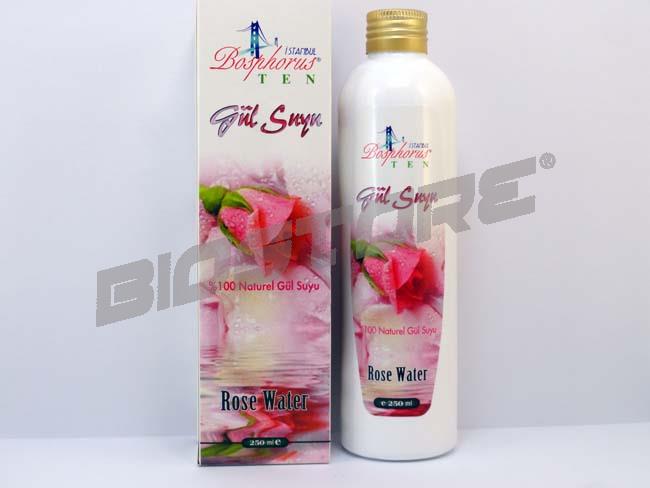 İSTANBUL
Bosphorus®
TEN
Gül Suyu
%100 Naturel Gül Suyu
Rose Water
250 ml e
İSTANBUL
Bosphorus
TEN
Gül Suyu
100 Naturel Gül Suyu
Rose Water
e 250 ml
BIOSTORE®